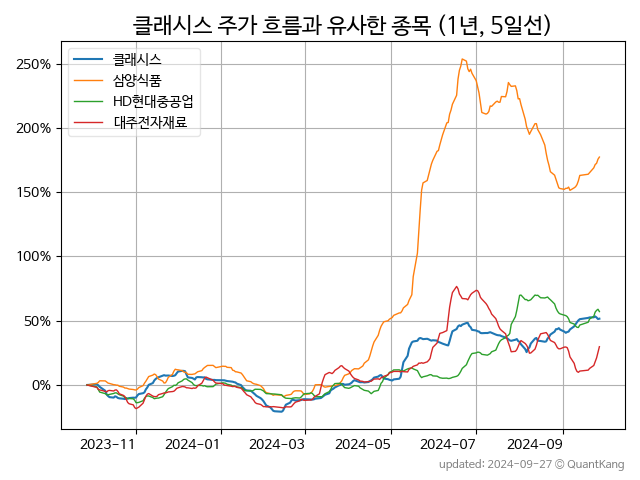 클래시스 주가 흐름과 유사한 종목 (1년, 5일선)
클래시스
삼양식품
HD현대중공업
대주전자재료
250%
200%
150%
100%
50%
0%
2023-11 2024-01 2024-03 2024-05 2024-07 2024-09
updated: 2024-09-27 © QuantKang